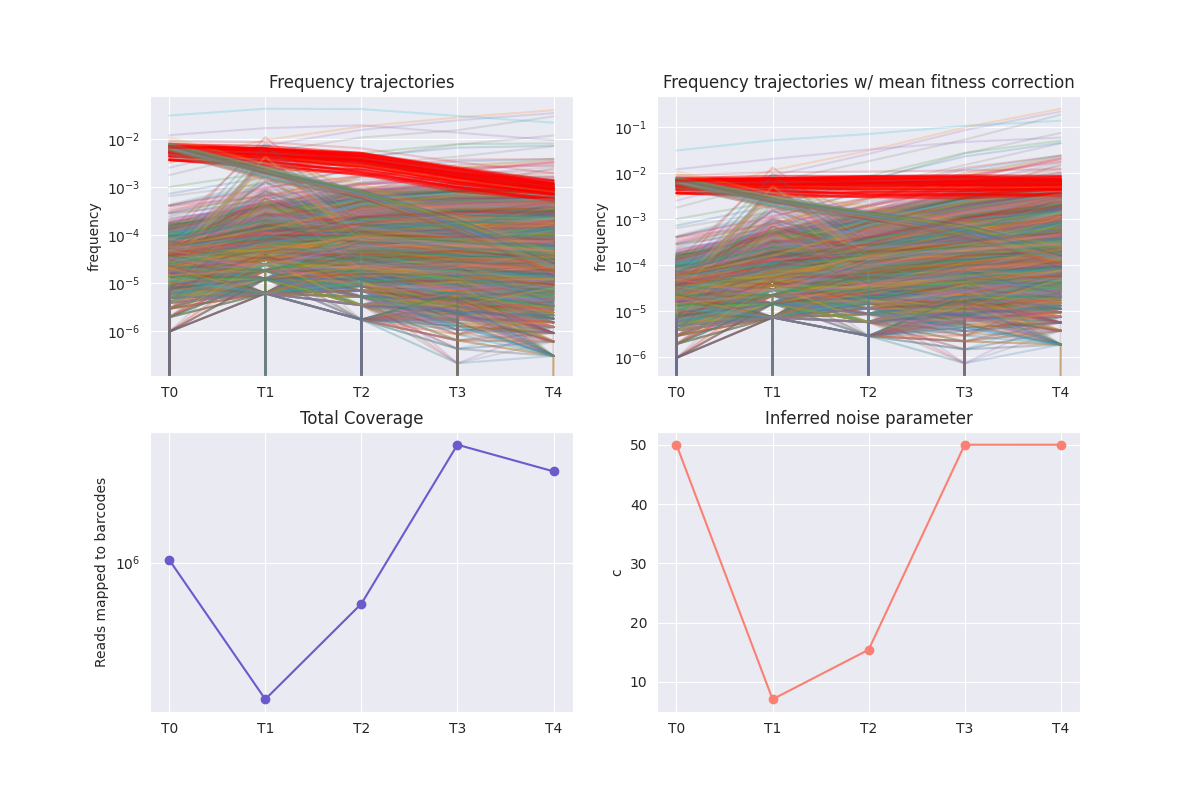 Frequency trajectories
frequency
10⁻²
10⁻³
10⁻⁴
10⁻⁵
10⁻⁶
T0 T1 T2 T3 T4
Frequency trajectories w/ mean fitness correction
frequency
10⁻¹
10⁻²
10⁻³
10⁻⁴
10⁻⁵
10⁻⁶
T0 T1 T2 T3 T4
Total Coverage
Reads mapped to barcodes
10⁶
T0 T1 T2 T3 T4
Inferred noise parameter
c
50
40
30
20
10
T0 T1 T2 T3 T4